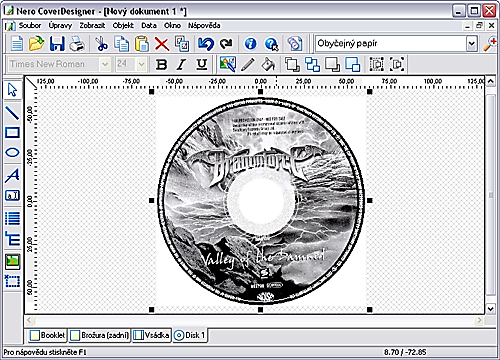 Nero CoverDesigner - [Nový dokument 1 *]
Soubor Úpravy Zobrazit Objekt Data Okno Nápověda
Obyčejný papír
Times New Roman 24 B I U
125,00 100,00 75,00 50,00 25,00 0,00 25,00 50,00 75,00 100,00 125,00
-50,00
-25,00
0,00
25,00
50,00
DragonForce
Valley of the Damned
Booklet Brožura (zadní) Vsádka Disk 1
Pro nápovědu stiskněte F1 8.70 / -72.85